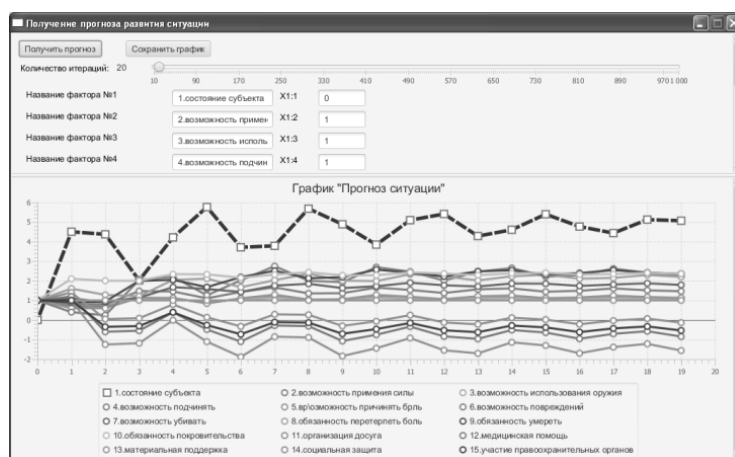 Получение прогноза развития ситуации
Получить прогноз Сохранить график
Количество итераций: 20
10 90 170 250 330 410 490 570 650 730 810 890 970 1 000
Название фактора №1 1.состояние субъекта X1:1 0
Название фактора №2 2.возможность примен X1:2 1
Название фактора №3 3.возможность исполь X1:3 1
Название фактора №4 4.возможность подчин X1:4 1
График "Прогноз ситуации"
6
5
4
3
2
1
0
-1
-2
0 1 2 3 4 5 6 7 8 9 10 11 12 13 14 15 16 17 18 19 20
1.состояние субъекта 2.возможность примения силы 3.возможность использования оружия
4.возможность подчинять 5.вр\озможность причинять брль 6.возможность повреждений
7.возможность убивать 8.обязанность перетерпеть боль 9.обязанность умереть
10.обязанность покровительства 11.организация досуга 12.медицинская помощь
13.материальная поддержка 14.социальная защита 15.участие правоохранительных органов